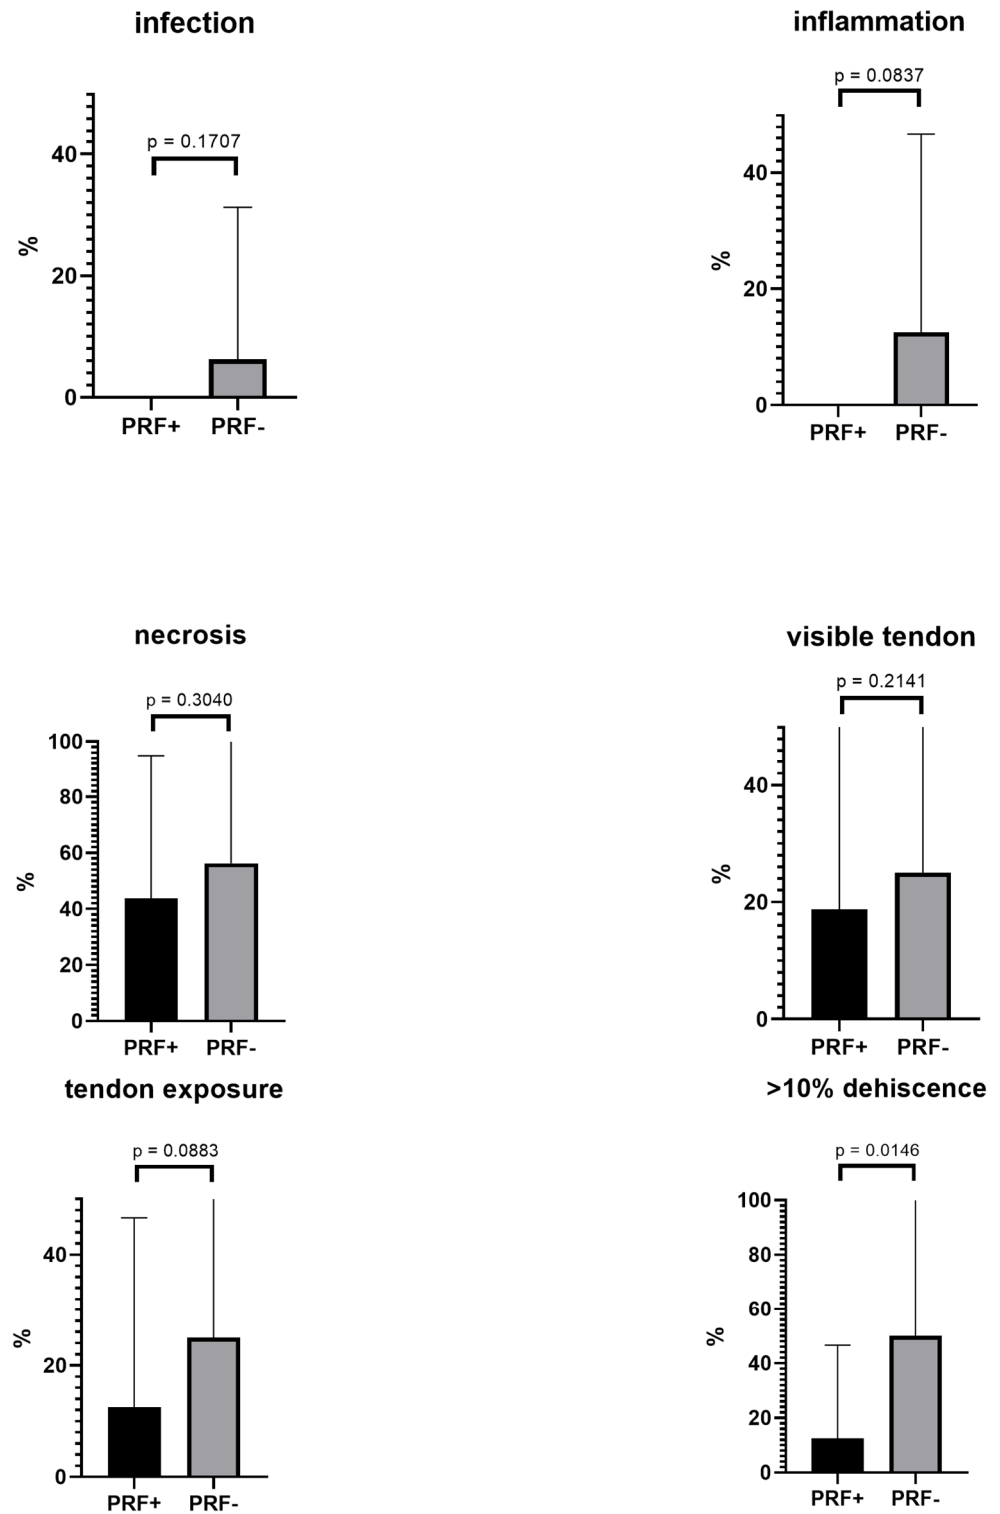 infection
p = 0.1707
40
20
0
%
PRF+ PRF-
inflammation
p = 0.0837
40
20
0
%
PRF+ PRF-
necrosis
p = 0.3040
100
80
60
40
20
0
%
PRF+ PRF-
visible tendon
p = 0.2141
40
20
0
%
PRF+ PRF-
tendon exposure
p = 0.0883
40
20
0
%
PRF+ PRF-
>10% dehiscence
p = 0.0146
100
80
60
40
20
0
%
PRF+ PRF-